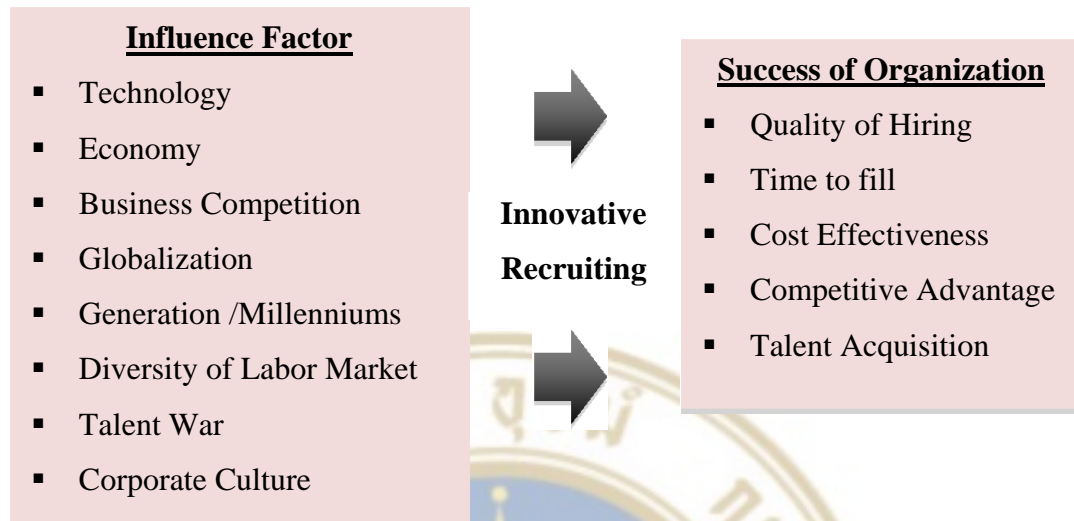 Influence Factor
▪ Technology
▪ Economy
▪ Business Competition
▪ Globalization
▪ Generation /Millenniums
▪ Diversity of Labor Market
▪ Talent War
▪ Corporate Culture
Innovative
Recruiting
Success of Organization
▪ Quality of Hiring
▪ Time to fill
▪ Cost Effectiveness
▪ Competitive Advantage
▪ Talent Acquisition